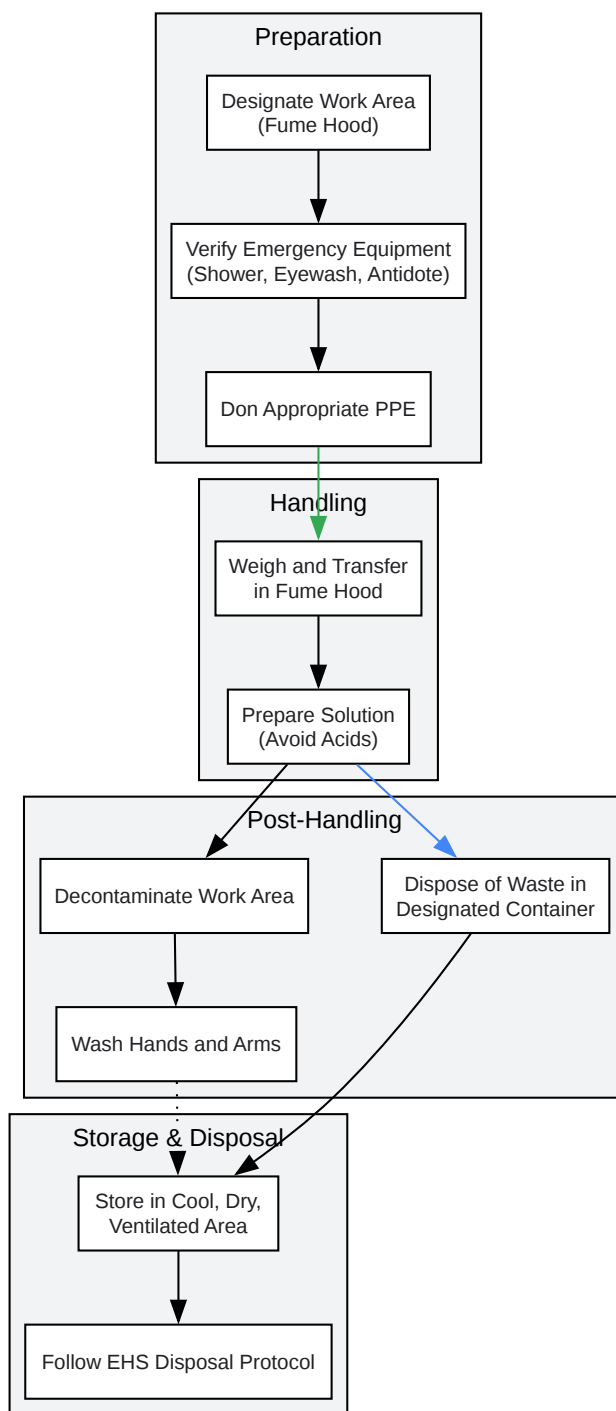 Preparation
Designate Work Area
(Fume Hood)
Verify Emergency Equipment
(Shower, Eyewash, Antidote)
Don Appropriate PPE
Handling
Weigh and Transfer
in Fume Hood
Prepare Solution
(Avoid Acids)
Post-Handling
Decontaminate Work Area
Dispose of Waste in
Designated Container
Wash Hands and Arms
Storage & Disposal
Store in Cool, Dry,
Ventilated Area
Follow EHS Disposal Protocol